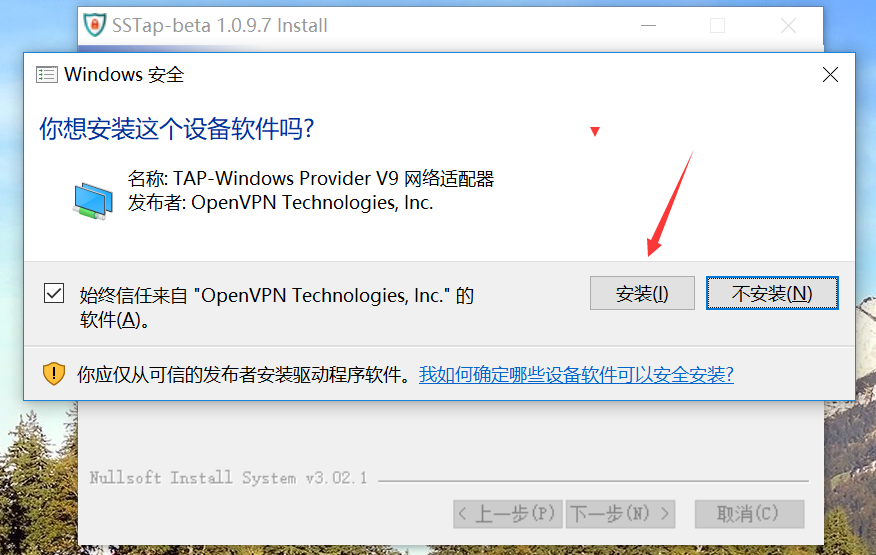 SSTap-beta 1.0.9.7 Install
Windows 安全
你想安装这个设备软件吗?
名称: TAP-Windows Provider V9 网络适配器
发布者: OpenVPN Technologies, Inc.
始终信任来自 "OpenVPN Technologies, Inc." 的
软件(A)。
安装(I)
不安装(N)
你应仅从可信的发布者安装驱动程序软件。我如何确定哪些设备软件可以安全安装?
Nullsoft Install System v3.02.1
< 上一步(P)
下一步(N) >
取消(C)